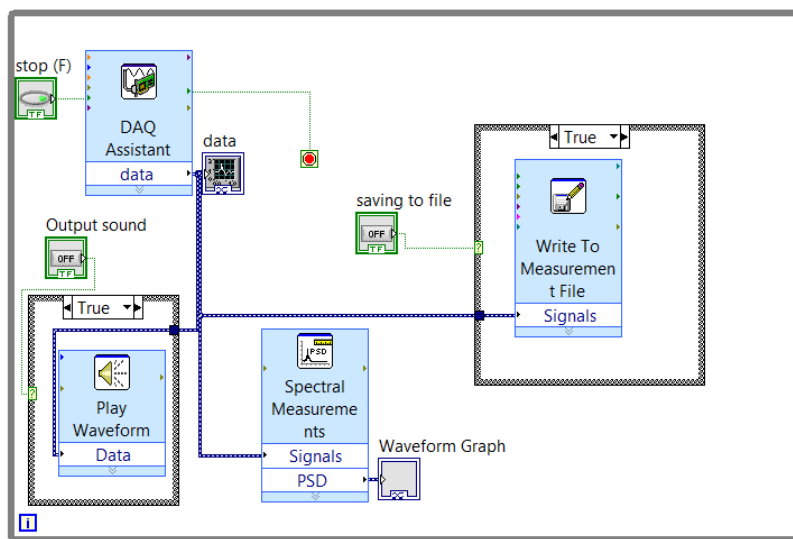 stop (F)
TF
DAQ
Assistant
data
data
Output sound
OFF
TF
True
?
Play
Waveform
Data
Spectral
Measureme
nts
Signals
PSD
PSD
Waveform Graph
saving to file
OFF
TF
True
?
Write To
Measuremen
t File
Signals
i